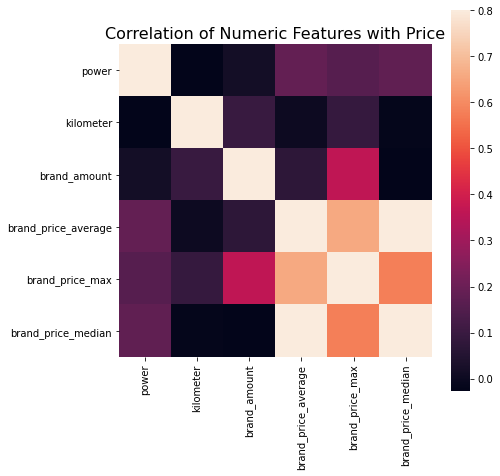 Correlation of Numeric Features with Price
power
kilometer
brand_amount
brand_price_average
brand_price_max
brand_price_median
power
kilometer
brand_amount
brand_price_average
brand_price_max
brand_price_median
0.8
0.7
0.6
0.5
0.4
0.3
0.2
0.1
0.0